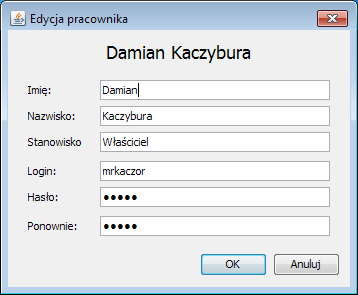 Edycja pracownika
Damian Kaczybura
Imię: Damian
Nazwisko: Kaczybura
Stanowisko Właściciel
Login: mrkaczor
Hasło: •••••
Ponownie: •••••
OK Anuluj